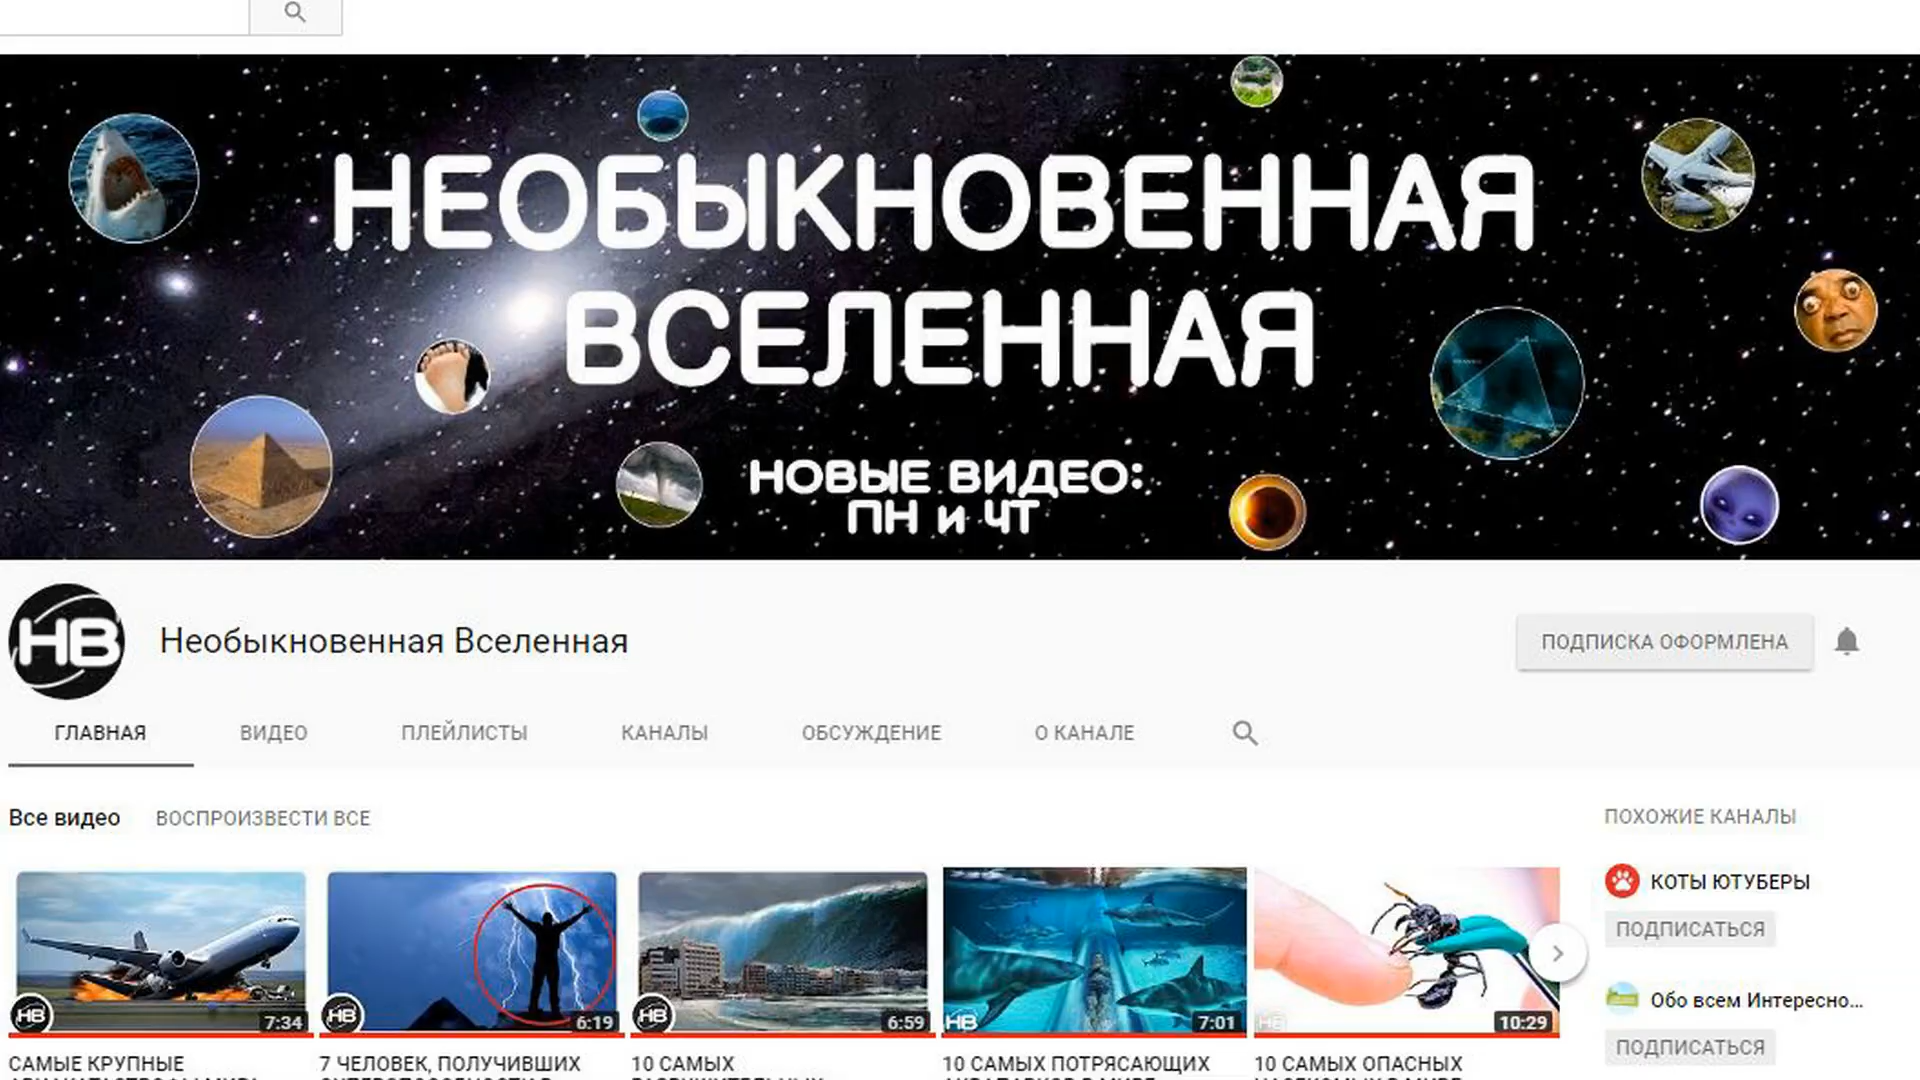 НЕОБЫКНОВЕННАЯ
ВСЕЛЕННАЯ
НОВЫЕ ВИДЕО:
ПН и ЧТ
НВ
Необыкновенная Вселенная
ПОДПИСКА ОФОРМЛЕНА
ГЛАВНАЯ ВИДЕО ПЛЕЙЛИСТЫ КАНАЛЫ ОБСУЖДЕНИЕ О КАНАЛЕ
Все видео ВОСПРОИЗВЕСТИ ВСЕ
НВ 7:34
НВ 6:19
НВ 6:59
НВ 7:01
НВ 10:29
САМЫЕ КРУПНЫЕ
7 ЧЕЛОВЕК, ПОЛУЧИВШИХ
10 САМЫХ
10 САМЫХ ПОТРЯСАЮЩИХ
10 САМЫХ ОПАСНЫХ
ПОХОЖИЕ КАНАЛЫ
КОТЫ ЮТУБЕРЫ
ПОДПИСАТЬСЯ
Обо всем Интересно...
ПОДПИСАТЬСЯ